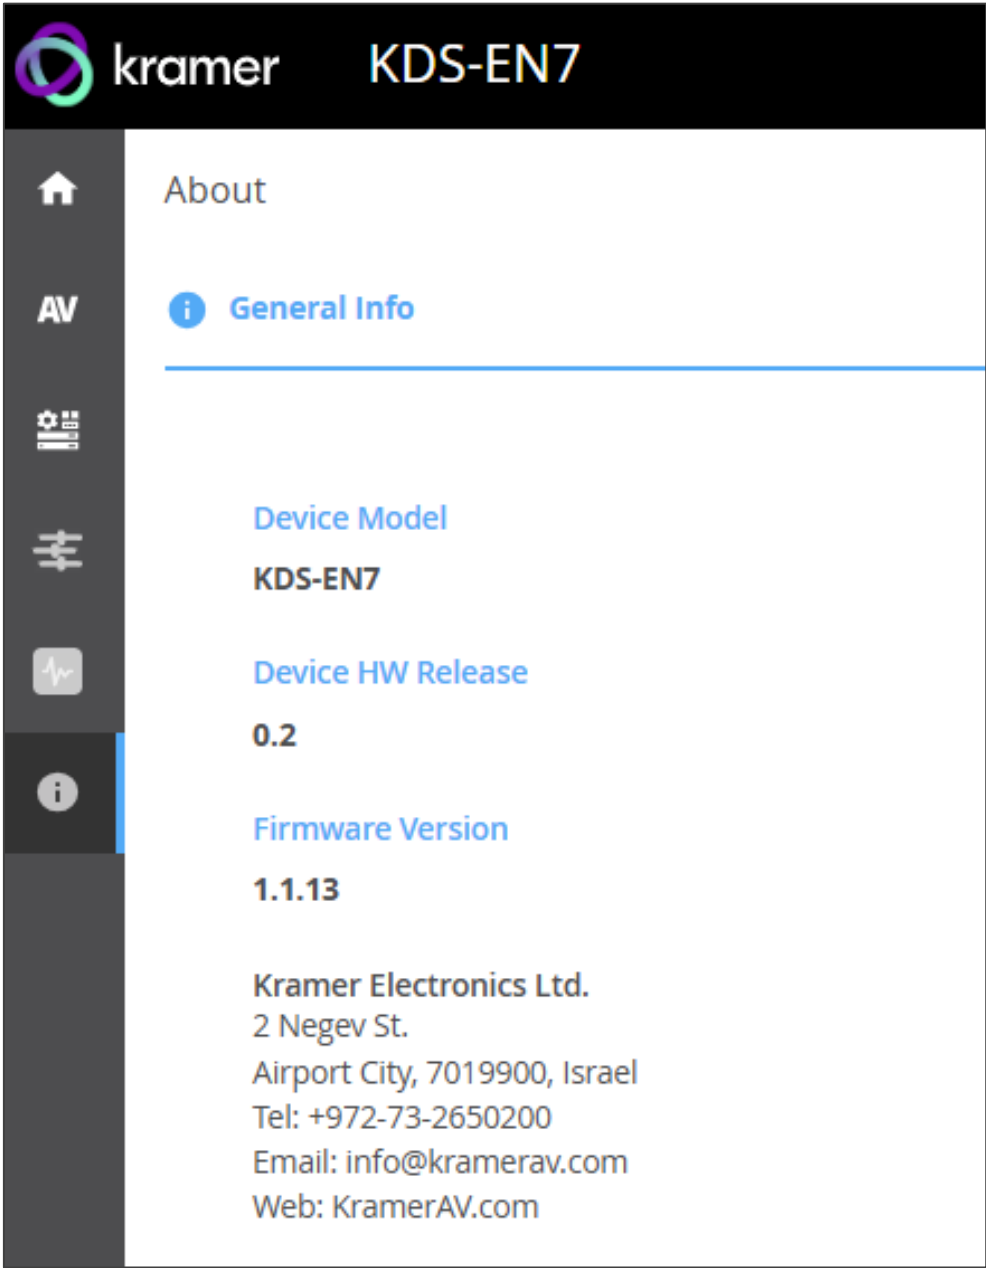 kramer KDS-EN7
About
AV
General Info
Device Model
KDS-EN7
Device HW Release
0.2
Firmware Version
1.1.13
Kramer Electronics Ltd.
2 Negev St.
Airport City, 7019900, Israel
Tel: +972-73-2650200
Email: info@kramerav.com
Web: KramerAV.com